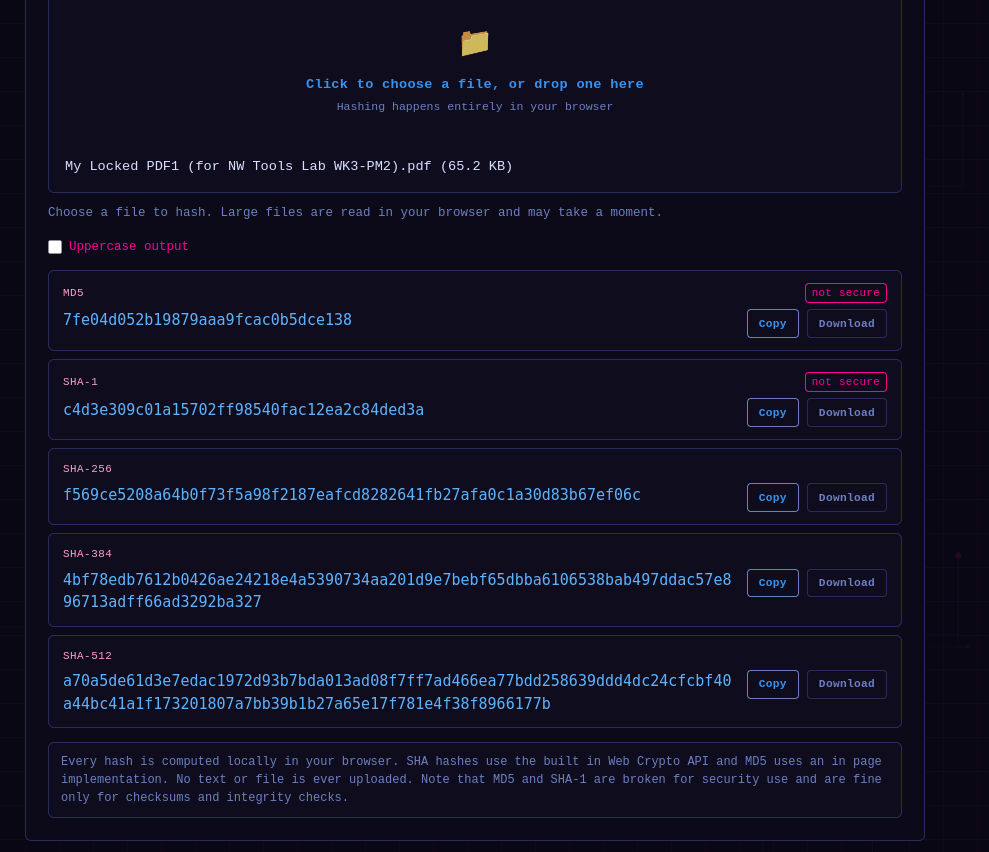 Click to choose a file, or drop one here
Hashing happens entirely in your browser
My Locked PDF1 (for NW Tools Lab WK3-PM2).pdf (65.2 KB)
Choose a file to hash. Large files are read in your browser and may take a moment.
Uppercase output
MD5
not secure
7fe04d052b19879aaa9fcac0b5dce138
Copy
Download
SHA-1
not secure
c4d3e309c01a15702ff98540fac12ea2c84ded3a
Copy
Download
SHA-256
f569ce5208a64b0f73f5a98f2187eafcd8282641fb27afa0c1a30d83b67ef06c
Copy
Download
SHA-384
4bf78edb7612b0426ae24218e4a5390734aa201d9e7bebf65dbba6106538bab497ddac57e8
96713adff66ad3292ba327
Copy
Download
SHA-512
a70a5de61d3e7edac1972d93b7bda013ad08f7ff7ad466ea77bdd258639ddd4dc24cfcbf40
a44bc41a1f173201807a7bb39b1b27a65e17f781e4f38f8966177b
Copy
Download
Every hash is computed locally in your browser. SHA hashes use the built in Web Crypto API and MD5 uses an in page
implementation. No text or file is ever uploaded. Note that MD5 and SHA-1 are broken for security use and are fine
only for checksums and integrity checks.